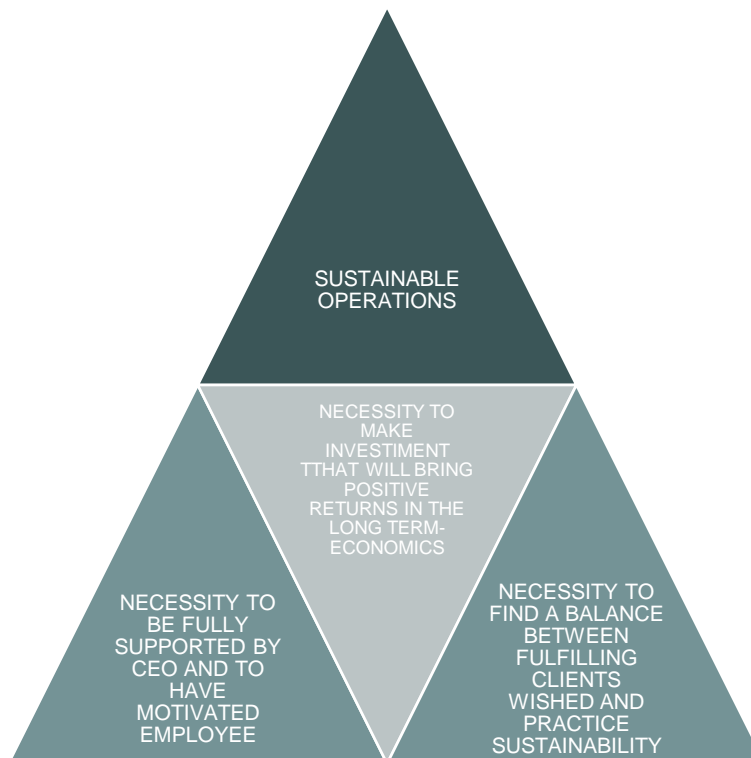 SUSTAINABLE
OPERATIONS
NECESSITY TO
MAKE
INVESTIMENT
TTHAT WILL BRING
POSITIVE
RETURNS IN THE
LONG TERM-
ECONOMICS
NECESSITY TO
BE FULLY
SUPPORTED BY
CEO AND TO
HAVE
MOTIVATED
EMPLOYEE
NECESSITY TO
FIND A BALANCE
BETWEEN
FULFILLING
CLIENTS
WISHED AND
PRACTICE
SUSTAINABILITY